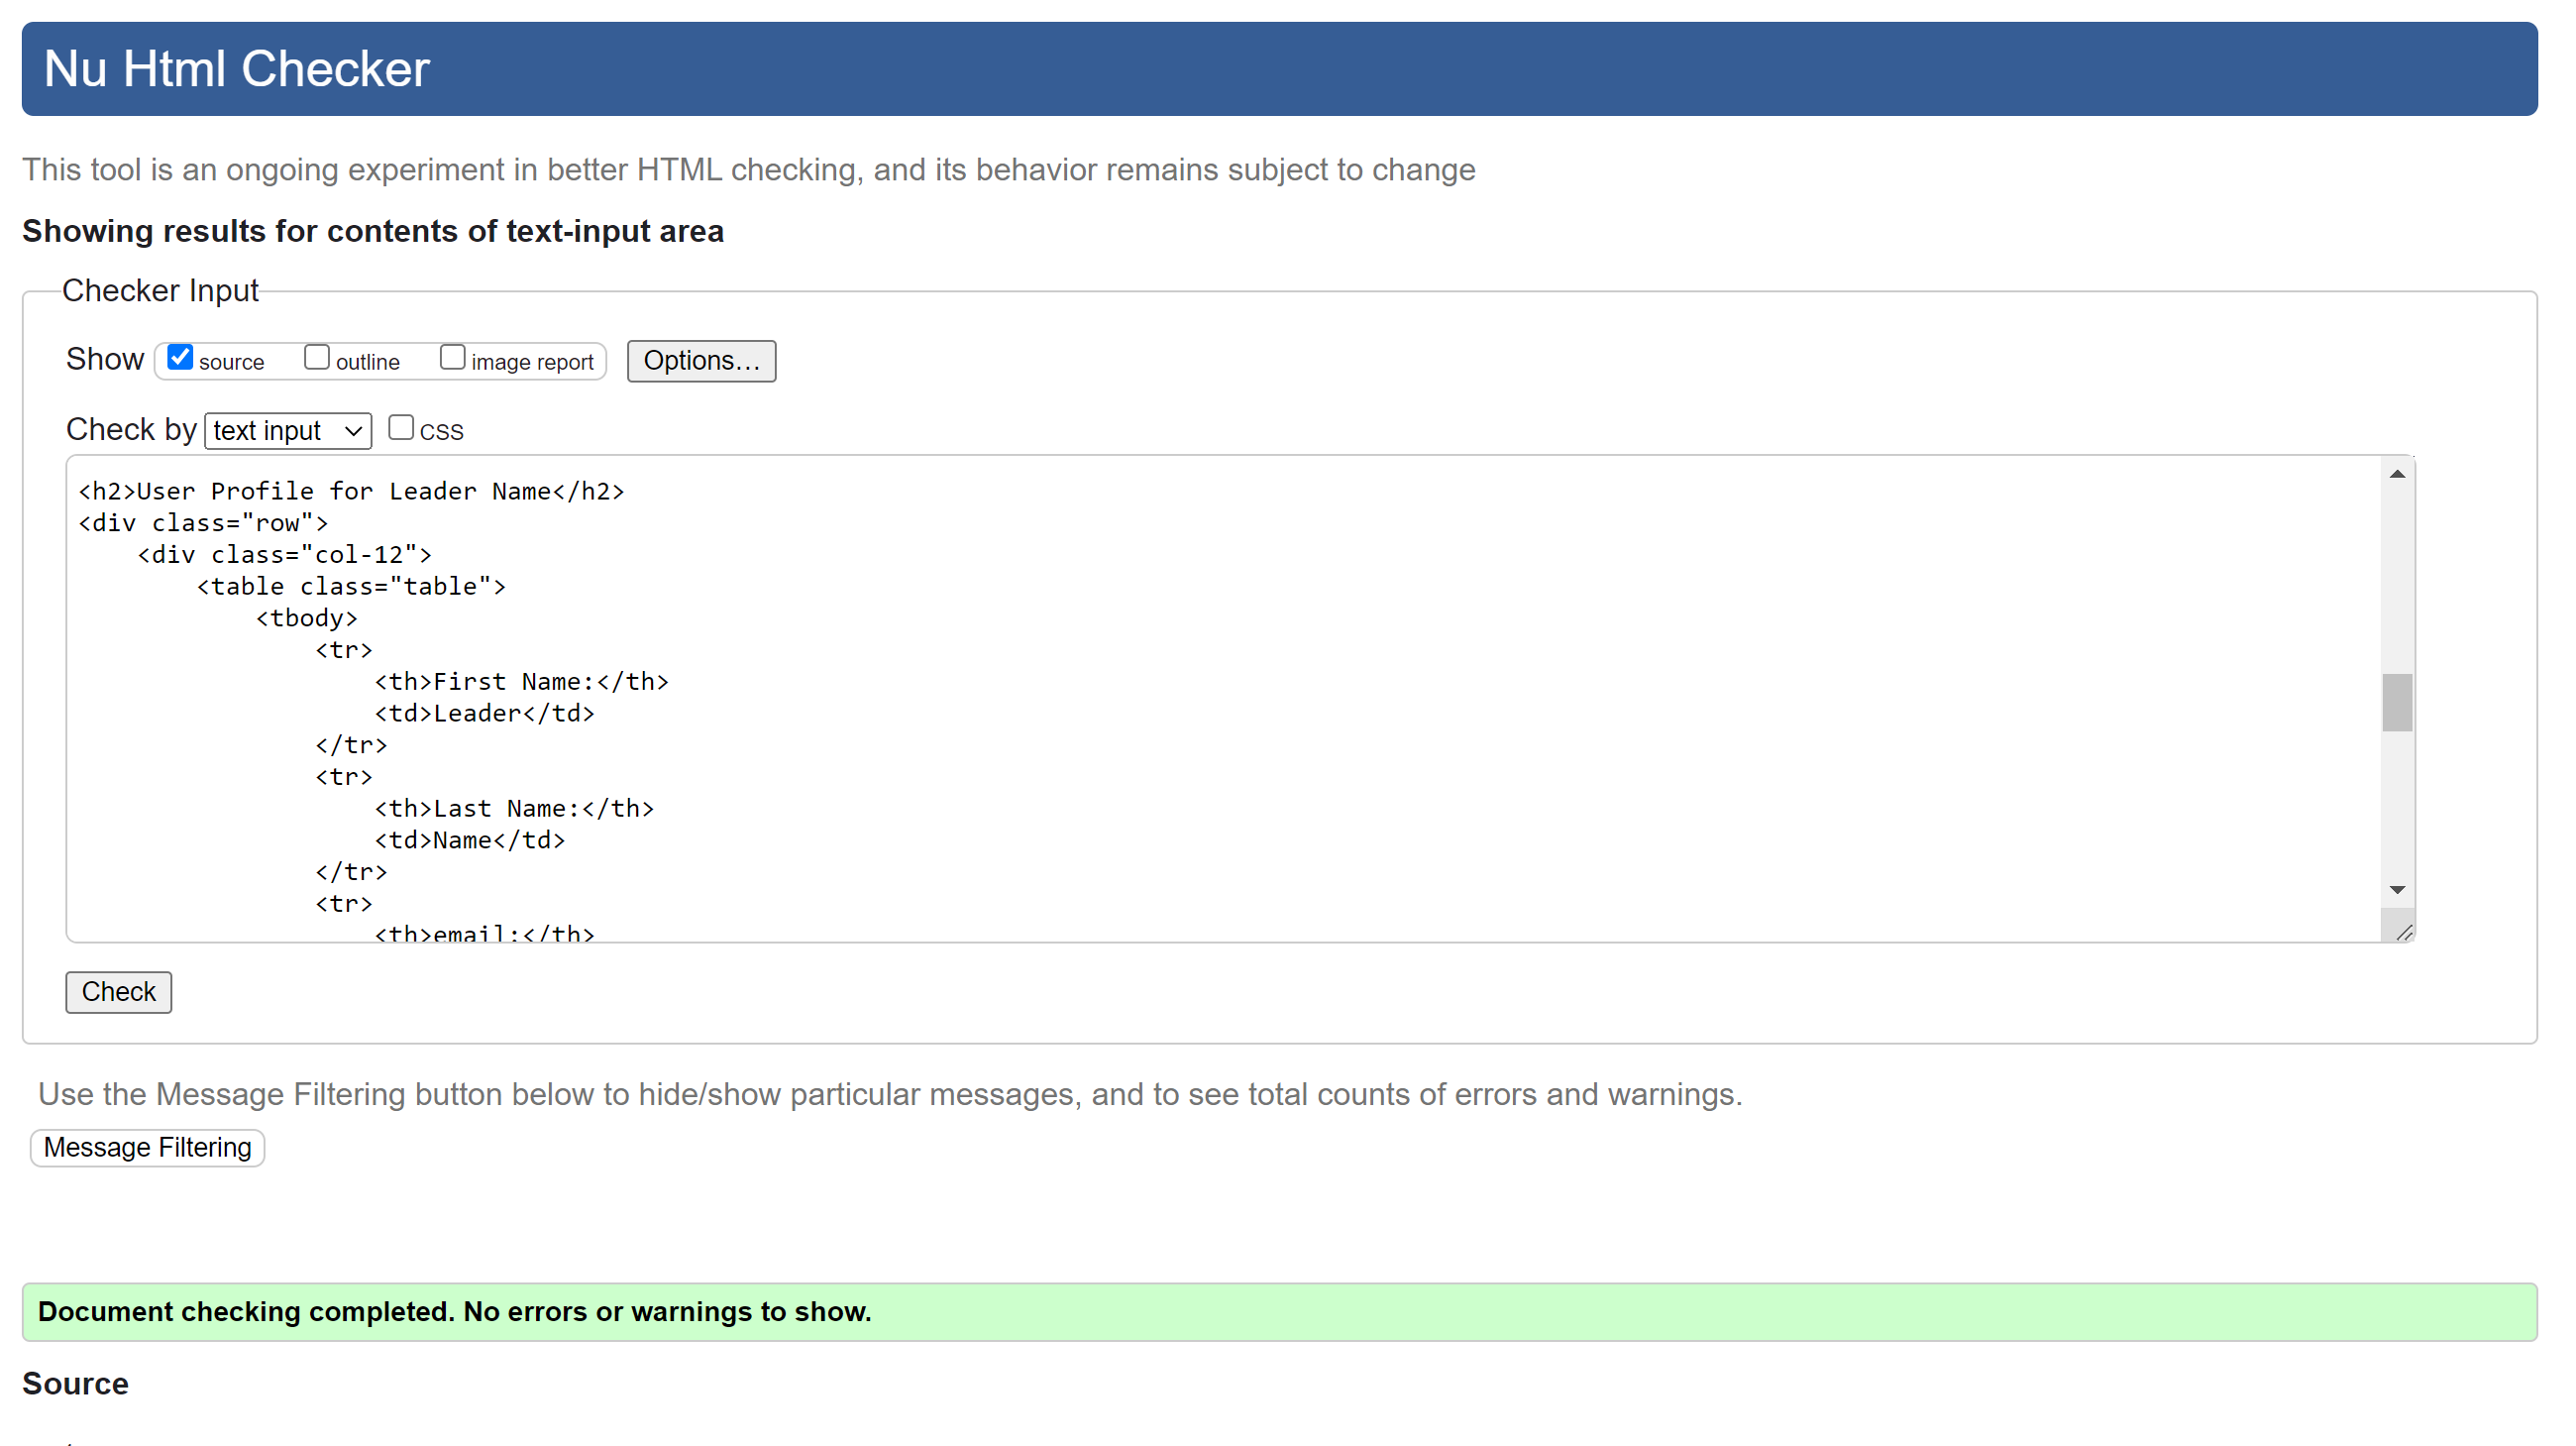 Nu Html Checker
This tool is an ongoing experiment in better HTML checking, and its behavior remains subject to change
Showing results for contents of text-input area
Checker Input
Show source outline image report Options…
Check by text input CSS
<h2>User Profile for Leader Name</h2>
<div class="row">
    <div class="col-12">
        <table class="table">
            <tbody>
                <tr>
                    <th>First Name:</th>
                    <td>Leader</td>
                </tr>
                <tr>
                    <th>Last Name:</th>
                    <td>Name</td>
                </tr>
                <tr>
                    <th>email:</th>
Check
Use the Message Filtering button below to hide/show particular messages, and to see total counts of errors and warnings.
Message Filtering
Document checking completed. No errors or warnings to show.
Source